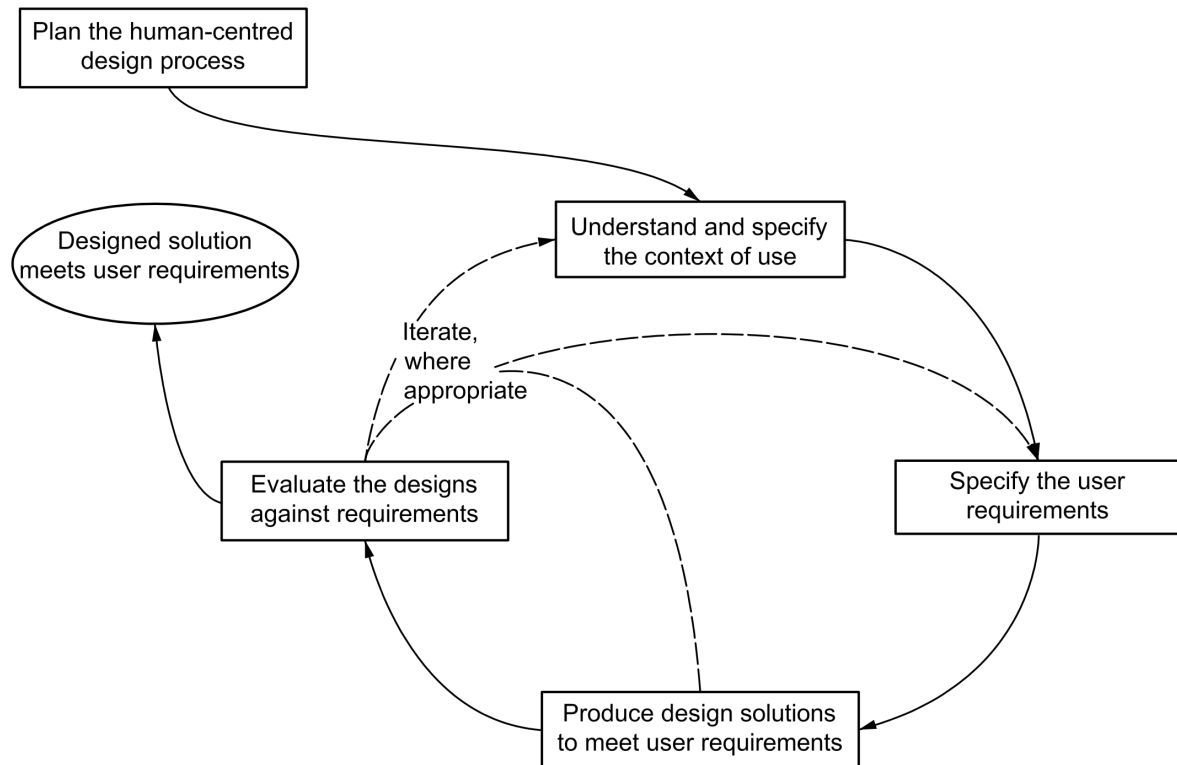 Plan the human-centred
design process
Understand and specify
the context of use
Designed solution
meets user requirements
Iterate,
where
appropriate
Evaluate the designs
against requirements
Specify the user
requirements
Produce design solutions
to meet user requirements